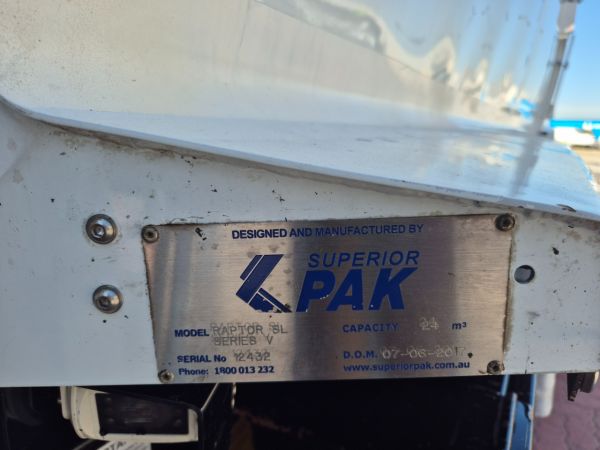 DESIGNED AND MANUFACTURED BY
SUPERIOR
PAK
MODEL RAPTOR SL CAPACITY 24 m³
SERIES V
SERIAL No 12432 D.O.M. 07-06-2017
Phone: 1800 013 232 www.superiorpak.com.au